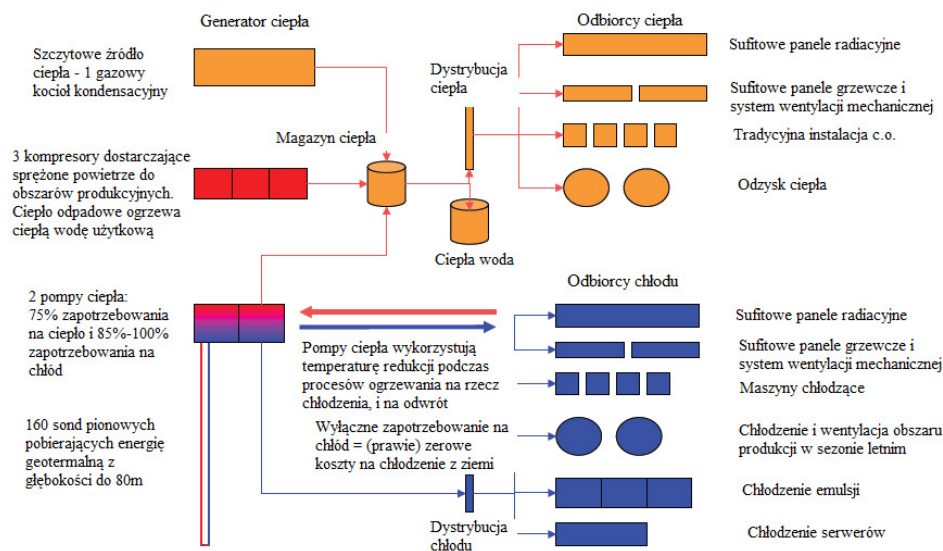 Generator ciepła
Odbiorcy ciepła
Szczytowe źródło
ciepła - 1 gazowy
kocioł kondensacyjny
Dystrybucja
ciepła
Sufitowe panele radiacyjne
Sufitowe panele grzewcze i
system wentylacji mechanicznej
Magazyn ciepła
Tradycyjna instalacja c.o.
3 kompresory dostarczające
sprężone powietrze do
obszarów produkcyjnych.
Ciepło odpadowe ogrzewa
ciepłą wodę użytkową
Odzysk ciepła
Ciepła woda
Odbiorcy chłodu
2 pompy ciepła:
75% zapotrzebowania
na ciepło i 85%-100%
zapotrzebowania na
chłód
Sufitowe panele radiacyjne
Pompy ciepła wykorzystują
temperaturę redukcji podczas
procesów ogrzewania na rzecz
chłodzenia, i na odwrót
Sufitowe panele grzewcze i
system wentylacji mechanicznej
Maszyny chłodzące
160 sond pionowych
pobierających energię
geotermalną z
głębokości do 80m
Wyłączne zapotrzebowanie na
chłód = (prawie) zerowe
koszty na chłodzenie z ziemi
Chłodzenie i wentylacja obszaru
produkcji w sezonie letnim
Chłodzenie emulsji
Dystrybucja
chłodu
Chłodzenie serwerów